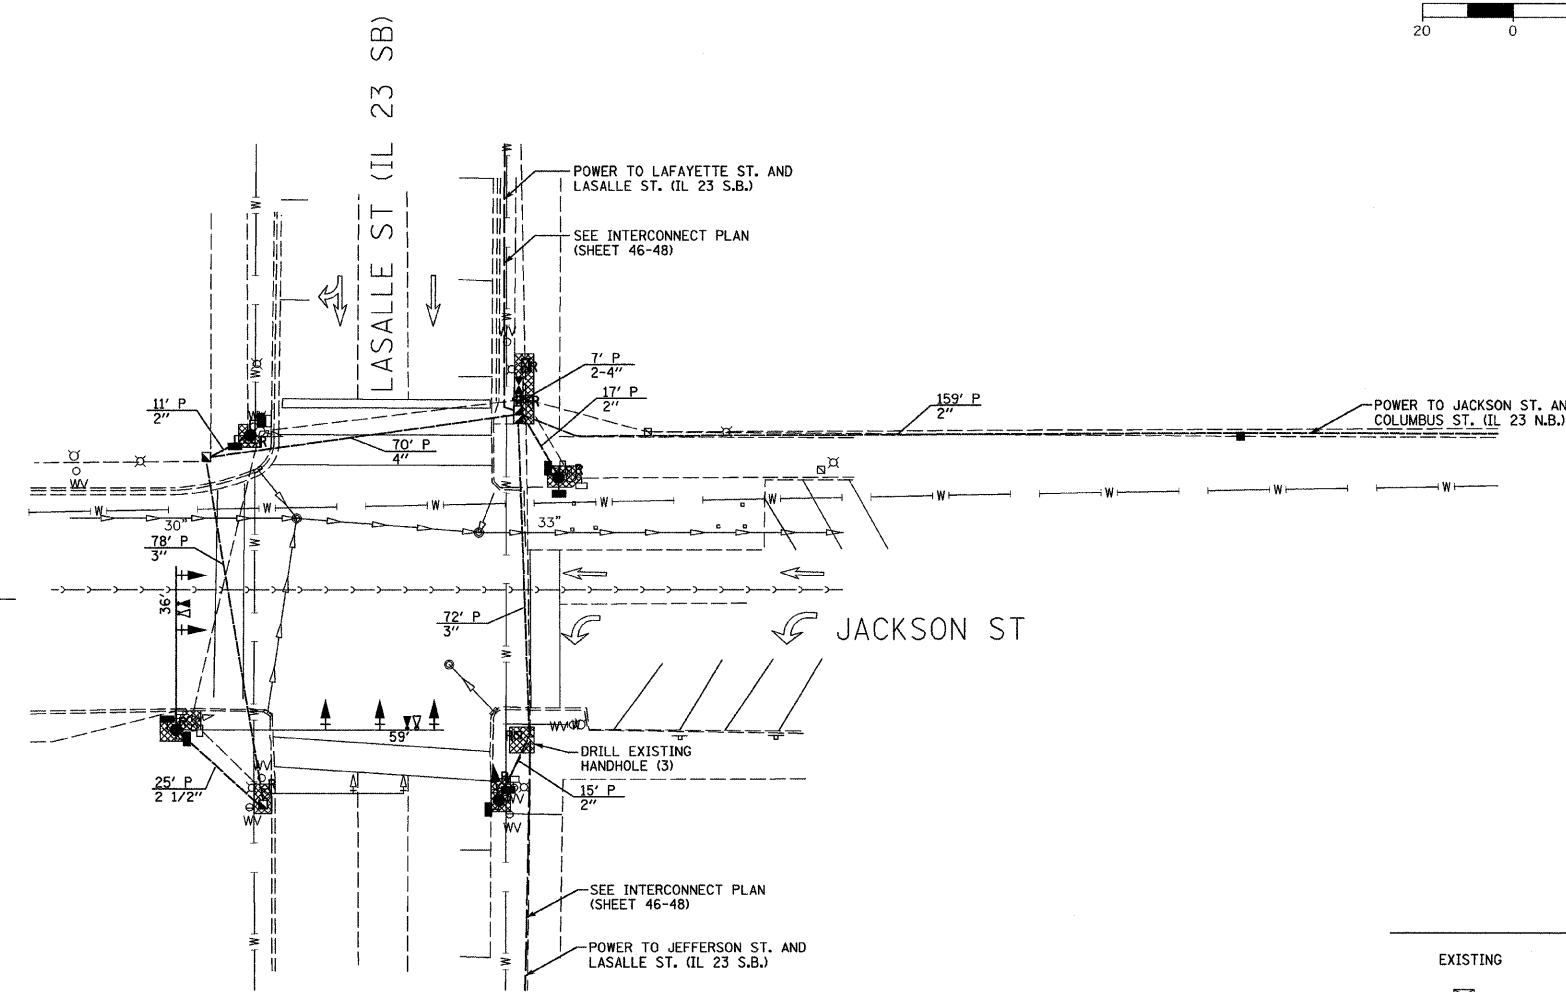 20 0
LASALLE ST (IL 23 SB)
POWER TO LAFAYETTE ST. AND
LASALLE ST. (IL 23 S.B.)
SEE INTERCONNECT PLAN
(SHEET 46-48)
7' P
2-4"
17' P
2"
11' P
2"
70' P
4"
159' P
2"
POWER TO JACKSON ST. AN
COLUMBUS ST. (IL 23 N.B.)
WV
W W W W W W W W W
30"
33"
78' P
3"
36'
72' P
3"
JACKSON ST
59'
DRILL EXISTING
HANDHOLE (3)
25' P
2 1/2"
15' P
2"
WV
WV
WV
SEE INTERCONNECT PLAN
(SHEET 46-48)
POWER TO JEFFERSON ST. AND
LASALLE ST. (IL 23 S.B.)
EXISTING